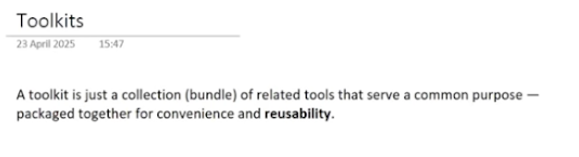 Toolkits
23 April 2025 15:47
A toolkit is just a collection (bundle) of related tools that serve a common purpose —
packaged together for convenience and reusability.